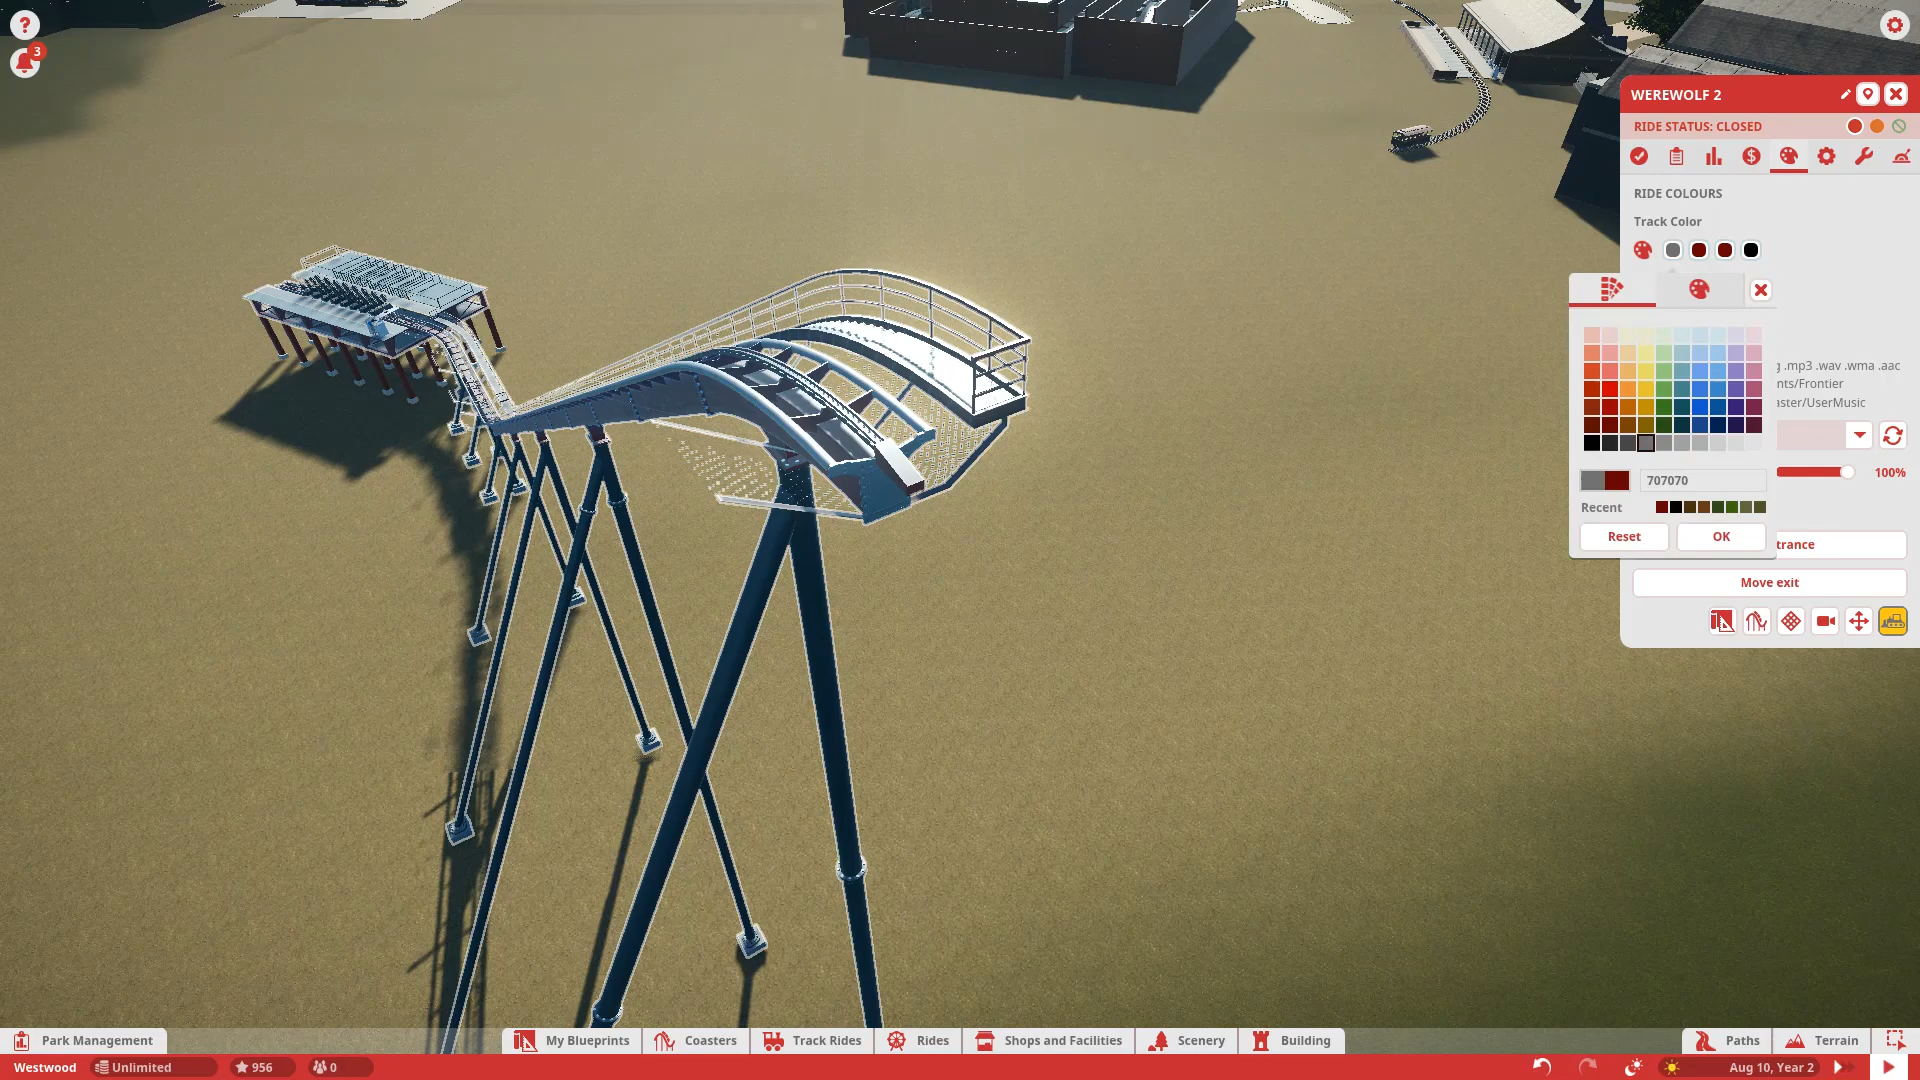 ?
3
WEREWOLF 2
RIDE STATUS: CLOSED
RIDE COLOURS
Track Color
.mp3 .wav .wma .aac
nts/Frontier
aster/UserMusic
100%
707070
Recent
Reset
OK
trance
Move exit
Park Management
My Blueprints
Coasters
Track Rides
Rides
Shops and Facilities
Scenery
Building
Paths
Terrain
Westwood
Unlimited
956
0
Aug 10, Year 2